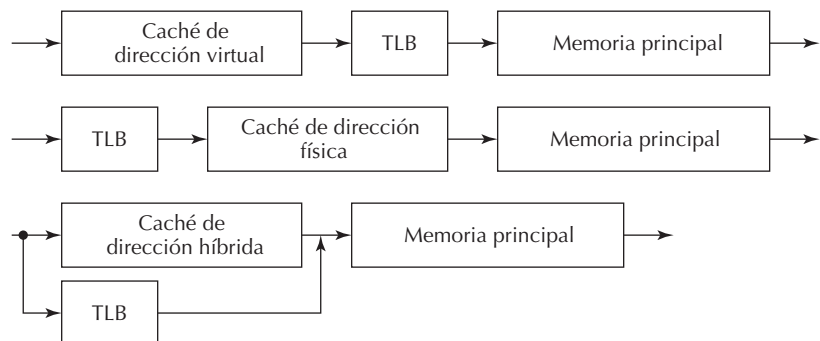 Caché de
dirección virtual
TLB
Memoria principal
TLB
Caché de dirección
física
Memoria principal
Caché de
dirección híbrida
Memoria principal
TLB